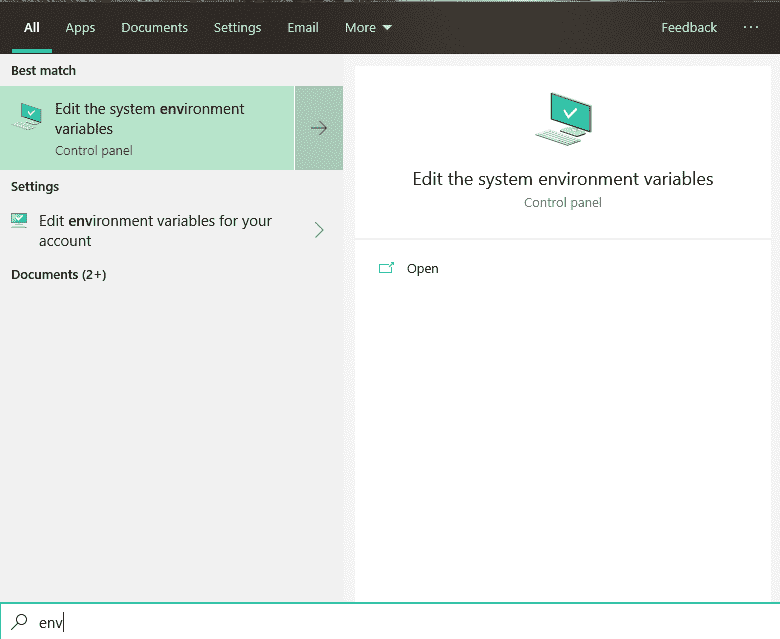 All Apps Documents Settings Email More Feedback ...
Best match
Edit the system environment
variables
Control panel
Settings
Edit environment variables for your
account
Documents (2+)
Edit the system environment variables
Control panel
Open
env